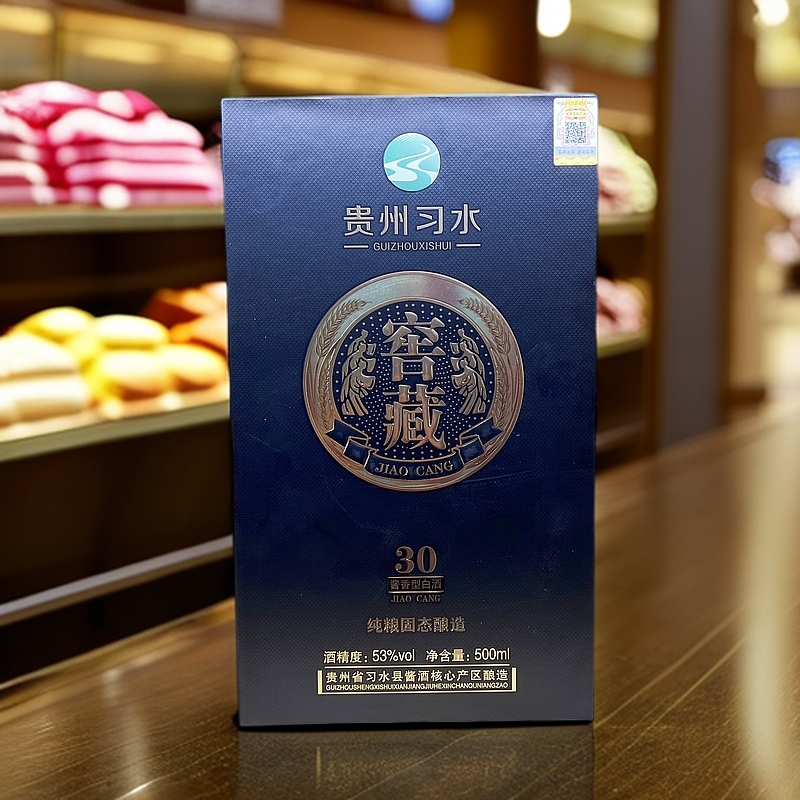 贵州习水
GUIZHOUXISHUI
窖藏
JIAO CANG
30
酱香型白酒
JIAO CANG
纯粮固态酿造
酒精度：53%vol 净含量：500ml
贵州省习水县酱酒核心产区酿造
GUIZHOUSHENGXISHUIXIANJIANGJIUHEXINCHANQUNIANGZAO